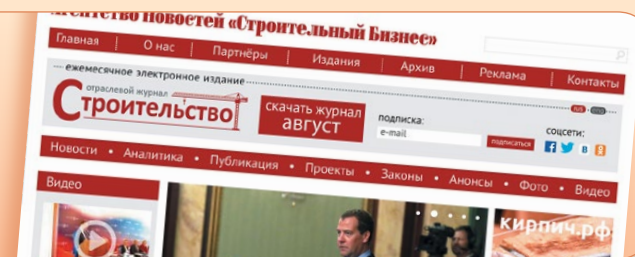 Агентство Новостей «Строительный Бизнес»
Главная | О нас | Партнёры | Издания | Архив | Реклама | Контакты
ежемесячное электронное издание
отраслевой журнал
Строительство
скачать журнал
август
подписка:
e-mail
подписаться
соцсети:
Новости • Аналитика • Публикация • Проекты • Законы • Анонсы • Фото • Видео
Видео
кирпич.рф